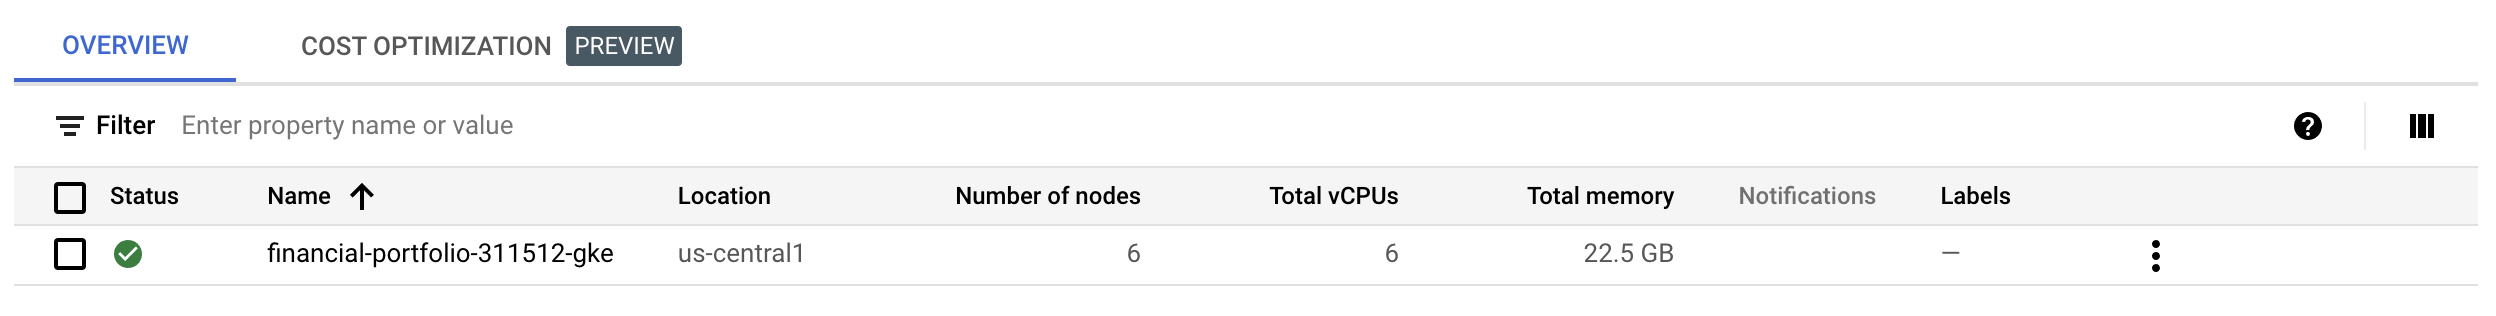 OVERVIEW COST OPTIMIZATION PREVIEW
Filter Enter property name or value
Status Name Location Number of nodes Total vCPUs Total memory Notifications Labels
financial-portfolio-311512-gke us-central1 6 6 22.5 GB —